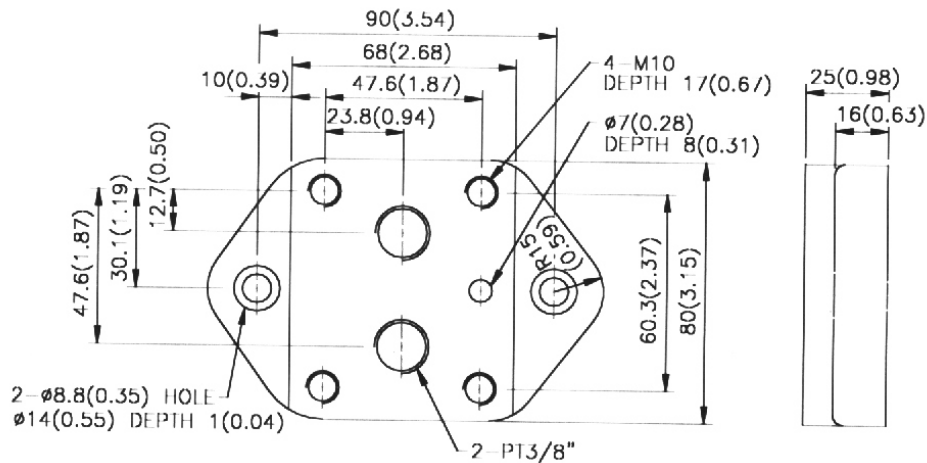 90(3.54)
68(2.68)
10(0.39)
47.6(1.87)
23.8(0.94)
4-M10
DEPTH 17(0.67)
ø7(0.28)
DEPTH 8(0.31)
25(0.98)
16(0.63)
12.7(0.50)
30.1(1.19)
47.6(1.87)
R15
(0.59)
60.3(2.37)
80(3.15)
2-ø8.8(0.35) HOLE
ø14(0.55) DEPTH 1(0.04)
2-PT3/8"